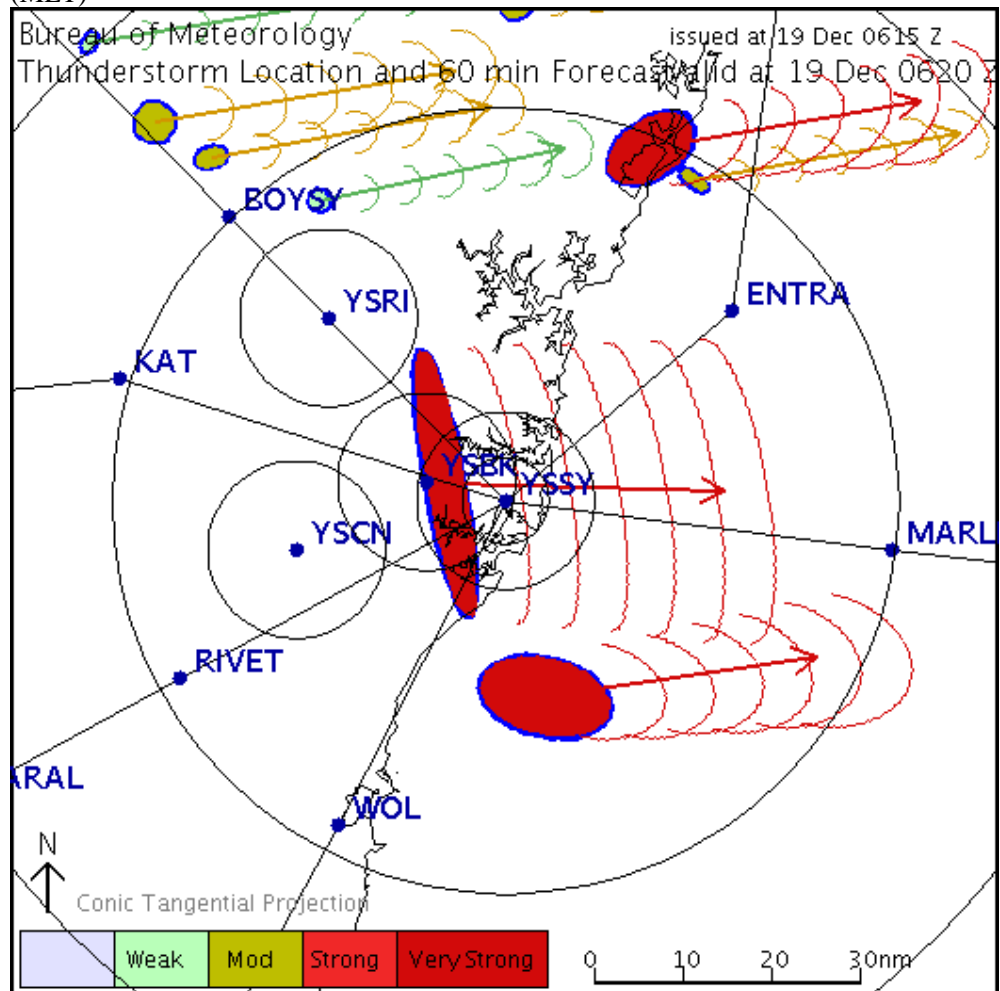 (MLT)
Bureau of Meteorology
issued at 19 Dec 0615 Z
Thunderstorm Location and 60 min Forecast valid at 19 Dec 0620 Z
BOYSY
YSRI
ENTRA
KAT
YSBK
YSSY
YSCN
MARL
RIVET
ARAL
WOL
N
Conic Tangential Projection
Weak Mod Strong Very Strong
0 10 20 30nm